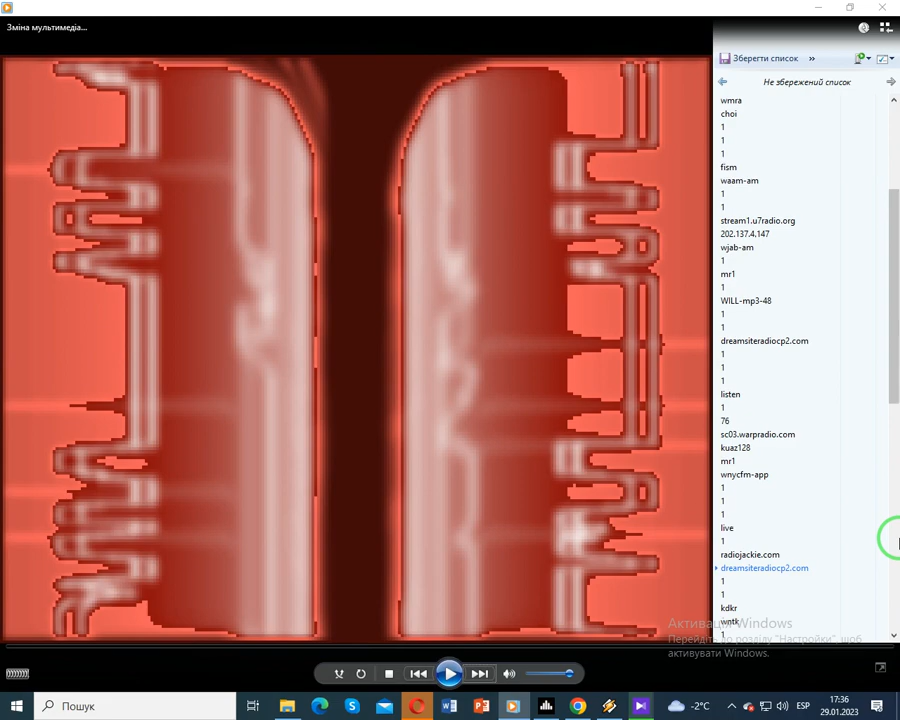 Зміна мультимедіа...
Зберегти список »
Не збережений список
wmra
choi
1
1
1
fism
waam-am
1
1
stream1.u7radio.org
202.137.4.147
wjab-am
1
mr1
1
WILL-mp3-48
1
1
dreamsiteradiocp2.com
1
1
1
listen
1
76
sc03.warpradio.com
kuaz128
mr1
wnycfm-app
1
1
1
live
1
radiojackie.com
dreamsiteradiocp2.com
1
1
kdkr
wntk
1
Активація Windows
Перейдіть до розділу "Настройки", щоб
активувати Windows.
Пошук
-2°C
ESP
17:36
29.01.2023